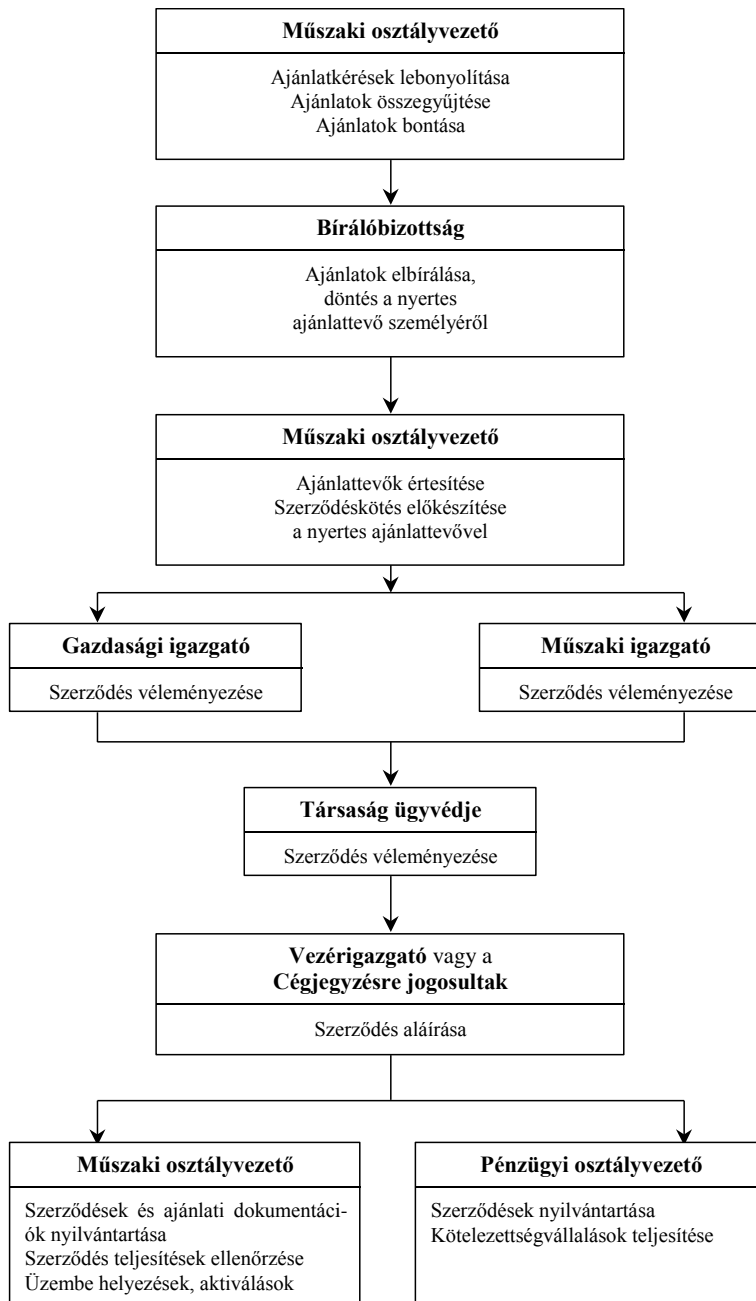 Műszaki osztályvezető
Ajánlatkérések lebonyolítása
Ajánlatok összegyűjtése
Ajánlatok bontása
Bírálóbizottság
Ajánlatok elbírálása,
döntés a nyertes
ajánlattevő személyéről
Műszaki osztályvezető
Ajánlattevők értesítése
Szerződéskötés előkészítése
a nyertes ajánlattevővel
Gazdasági igazgató
Szerződés véleményezése
Műszaki igazgató
Szerződés véleményezése
Társaság ügyvédje
Szerződés véleményezése
Vezérigazgató vagy a
Cégjegyzésre jogosultak
Szerződés aláírása
Műszaki osztályvezető
Szerződések és ajánlati dokumentáci-
ók nyilvántartása
Szerződés teljesítések ellenőrzése
Üzembe helyezések, aktiválások
Pénzügyi osztályvezető
Szerződések nyilvántartása
Kötelezettségvállalások teljesítése